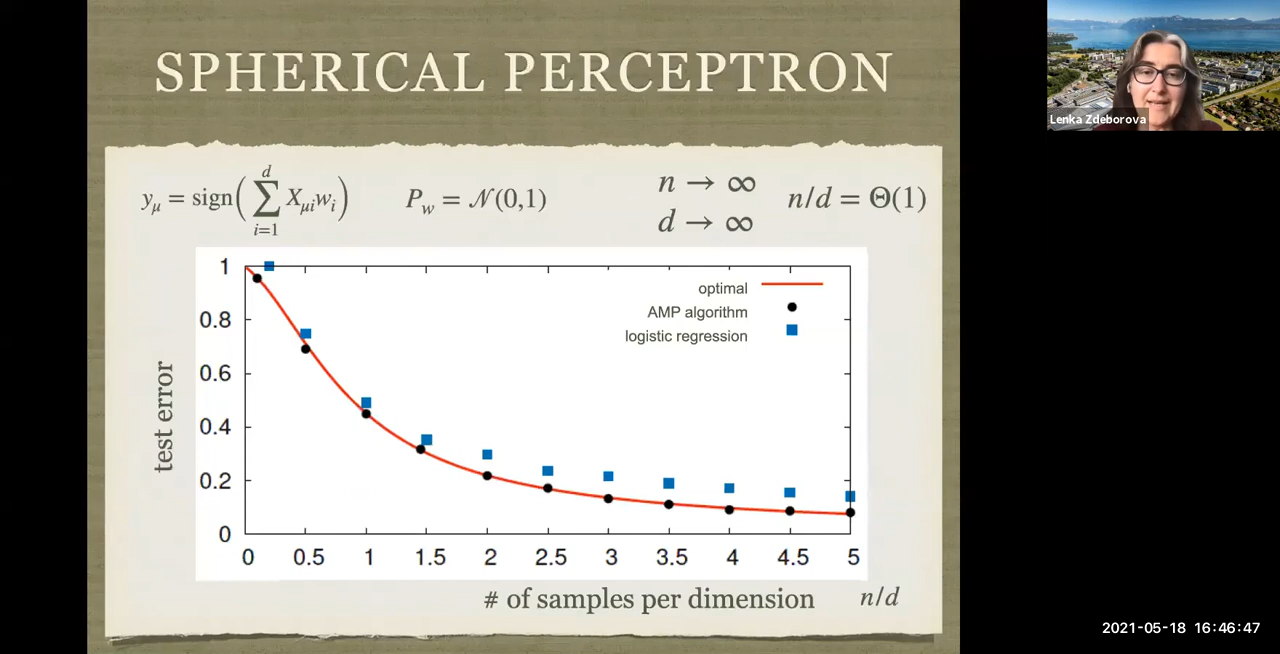 SPHERICAL PERCEPTRON
Lenka Zdeborova
y_μ = sign(∑_{i=1}^{d} X_{μi}w_i)
P_w = 𝒩(0,1)
n → ∞
d → ∞
n/d = Θ(1)
optimal
AMP algorithm
logistic regression
test error
1
0.8
0.6
0.4
0.2
0
0 0.5 1 1.5 2 2.5 3 3.5 4 4.5 5
# of samples per dimension n/d
2021-05-18 16:46:47